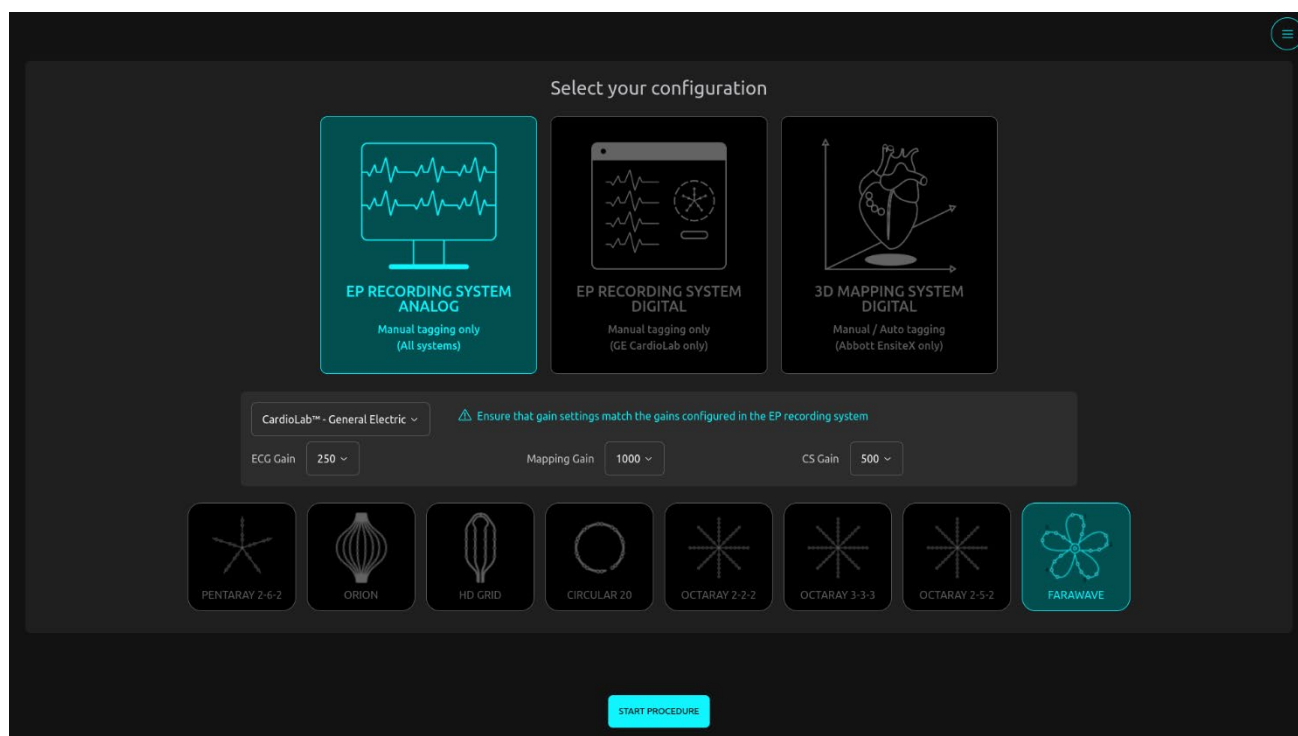 Select your configuration
EP RECORDING SYSTEM
ANALOG
Manual tagging only
(All systems)
EP RECORDING SYSTEM
DIGITAL
Manual tagging only
(GE CardioLab only)
3D MAPPING SYSTEM
DIGITAL
Manual / Auto tagging
(Abbott EnsiteX only)
CardioLab™ - General Electric
Ensure that gain settings match the gains configured in the EP recording system
ECG Gain 250
Mapping Gain 1000
CS Gain 500
PENTARAY 2-6-2
ORION
HD GRID
CIRCULAR 20
OCTARAY 2-2-2
OCTARAY 3-3-3
OCTARAY 2-5-2
FARAWAVE
START PROCEDURE